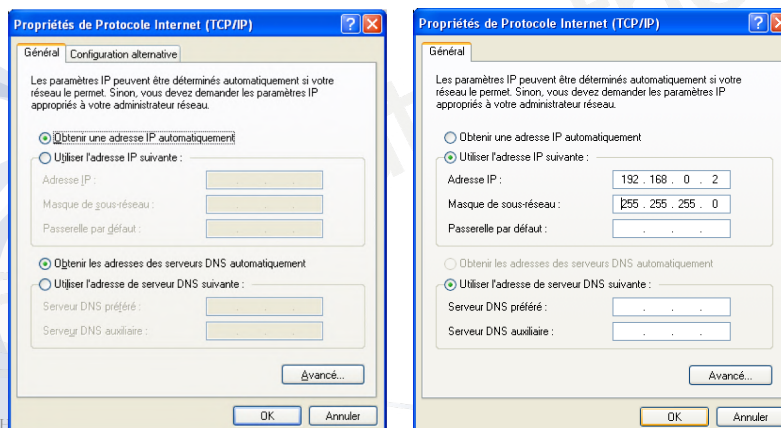 Propriétés de Protocole Internet (TCP/IP)
Général
Configuration alternative
Les paramètres IP peuvent être déterminés automatiquement si votre
réseau le permet. Sinon, vous devez demander les paramètres IP
appropriés à votre administrateur réseau.
Obtenir une adresse IP automatiquement
Utiliser l'adresse IP suivante :
Adresse IP :
Masque de sous-réseau :
Passerelle par défaut :
Obtenir les adresses des serveurs DNS automatiquement
Utiliser l'adresse de serveur DNS suivante :
Serveur DNS préféré :
Serveur DNS auxiliaire :
Avancé...
OK
Annuler
Propriétés de Protocole Internet (TCP/IP)
Général
Les paramètres IP peuvent être déterminés automatiquement si votre
réseau le permet. Sinon, vous devez demander les paramètres IP
appropriés à votre administrateur réseau.
Obtenir une adresse IP automatiquement
Utiliser l'adresse IP suivante :
Adresse IP : 192 . 168 . 0 . 2
Masque de sous-réseau : 255 . 255 . 255 . 0
Passerelle par défaut :
Obtenir les adresses des serveurs DNS automatiquement
Utiliser l'adresse de serveur DNS suivante :
Serveur DNS préféré :
Serveur DNS auxiliaire :
Avancé...
OK
Annuler